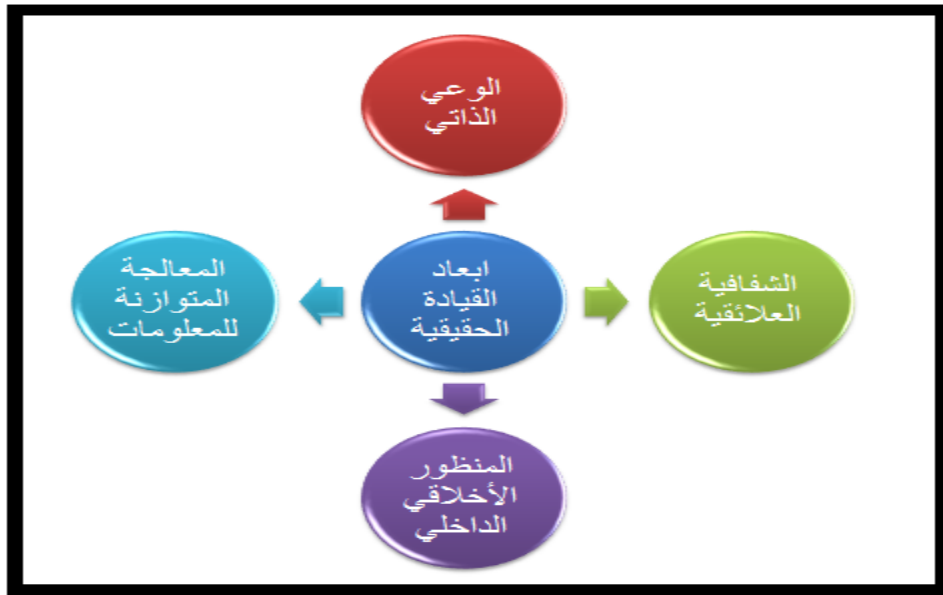 الوعي
الذاتي
الشفافية
العلائقية
ابعاد
القيادة
الحقيقية
المعالجة
المتوازنة
للمعلومات
المنظور
الأخلاقي
الداخلي